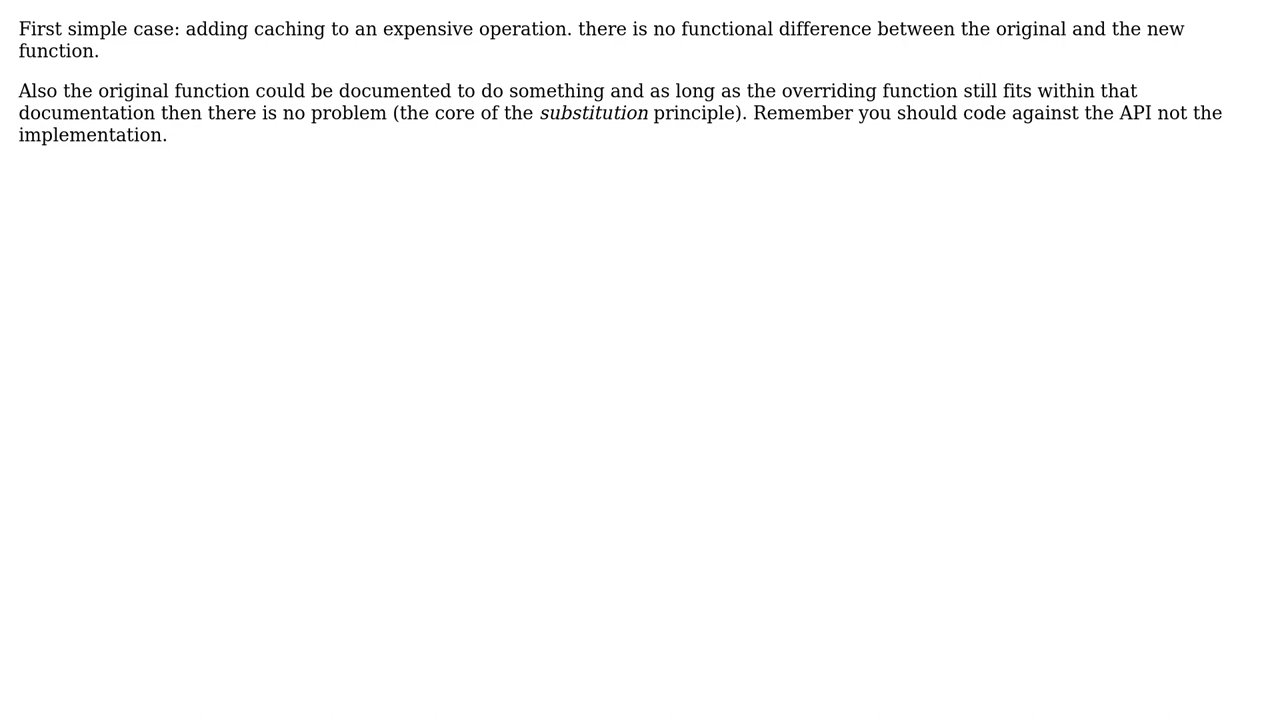 First simple case: adding caching to an expensive operation. there is no functional difference between the original and the new
function.
Also the original function could be documented to do something and as long as the overriding function still fits within that
documentation then there is no problem (the core of the substitution principle). Remember you should code against the API not the
implementation.